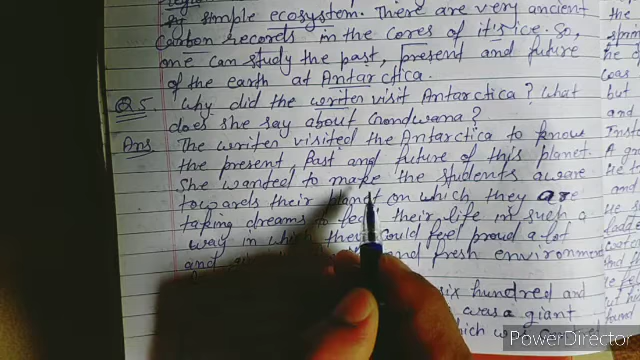 simple ecosystem. There are very ancient
Carbon records in the cores of it's ice. So,
one can study the past, present and future
of the earth at Antarctica.
Q5. Why did the writer visit Antarctica? What
does she say about Gondwana?
Ans The writer visited the Antarctica to know
the present, Past and future of this planet.
She wanted to make the students aware
towards their planet on which they are
taking dreams to lead their life in such a
way in which they could feel proud a lot
and fresh environment
six hundred and
was a giant
which was
PowerDirector